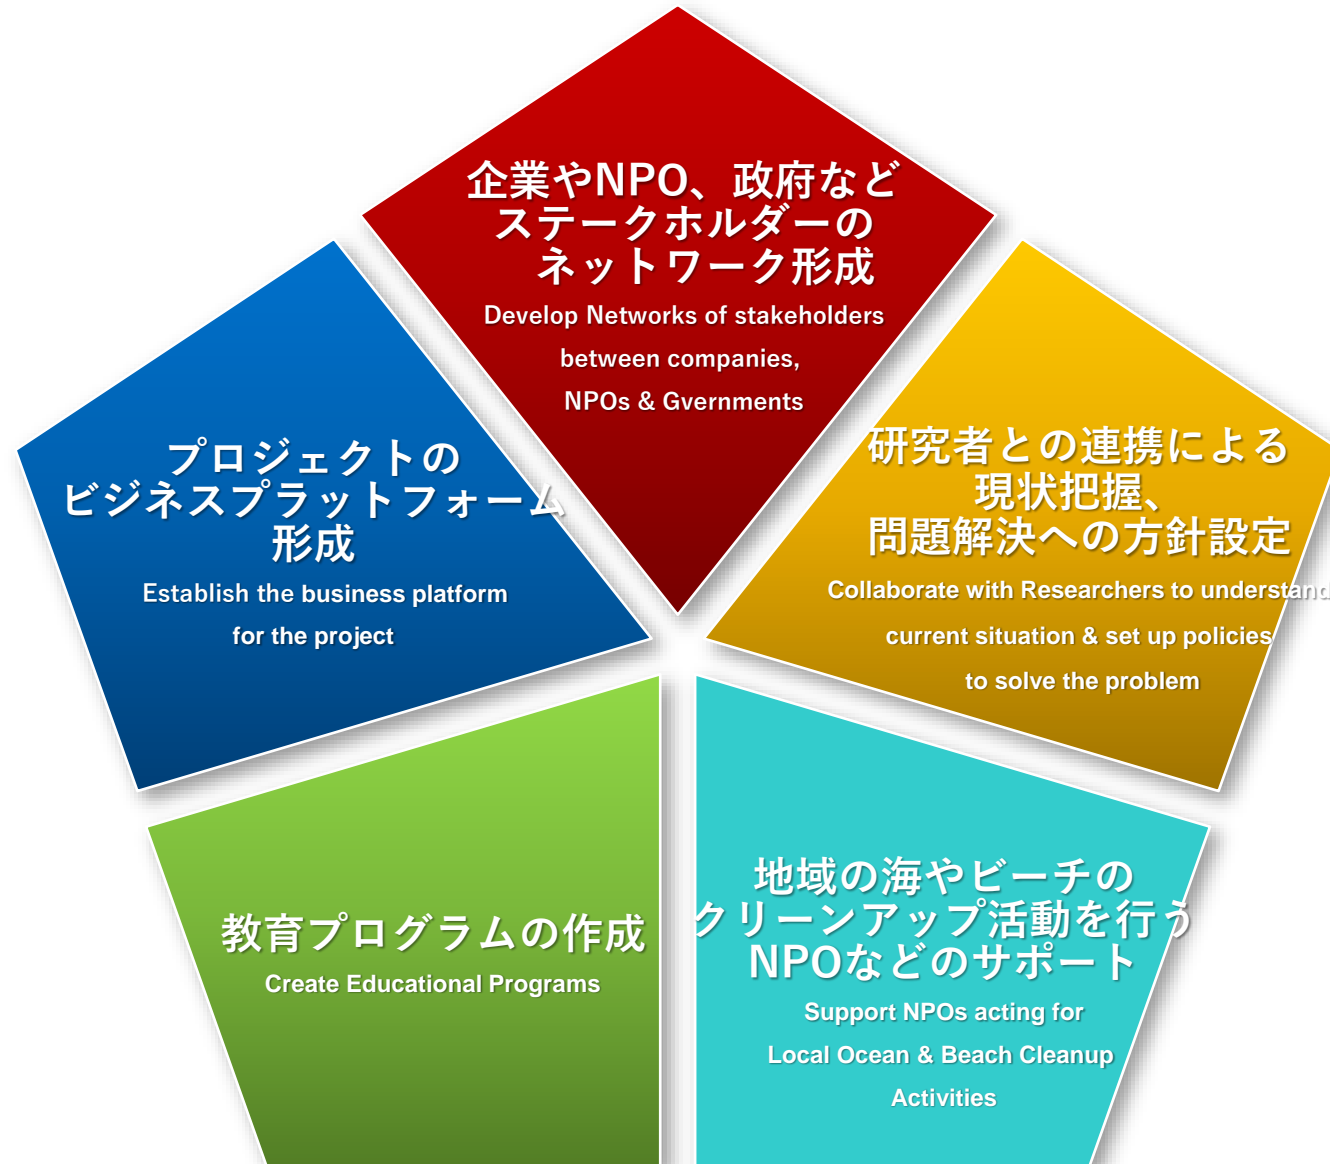 企業やNPO、政府など
ステークホルダーの
ネットワーク形成
Develop Networks of stakeholders
between companies,
NPOs & Gvernments
プロジェクトの
ビジネスプラットフォーム
形成
Establish the business platform
for the project
研究者との連携による
現状把握、
問題解決への方針設定
Collaborate with Researchers to understand
current situation & set up policies
to solve the problem
教育プログラムの作成
Create Educational Programs
地域の海やビーチの
クリーンアップ活動を行う
NPOなどのサポート
Support NPOs acting for
Local Ocean & Beach Cleanup
Activities